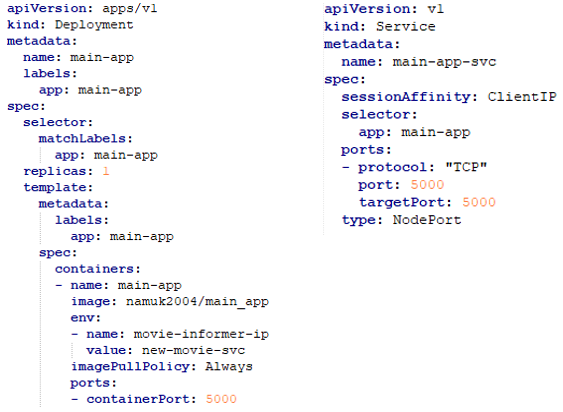 apiVersion: apps/v1
kind: Deployment
metadata:
  name: main-app
  labels:
    app: main-app
spec:
  selector:
    matchLabels:
      app: main-app
  replicas: 1
  template:
    metadata:
      labels:
        app: main-app
    spec:
      containers:
      - name: main-app
        image: namuk2004/main_app
        env:
        - name: movie-informer-ip
          value: new-movie-svc
        imagePullPolicy: Always
        ports:
        - containerPort: 5000
apiVersion: v1
kind: Service
metadata:
  name: main-app-svc
spec:
  sessionAffinity: ClientIP
  selector:
    app: main-app
  ports:
  - protocol: "TCP"
    port: 5000
    targetPort: 5000
  type: NodePort